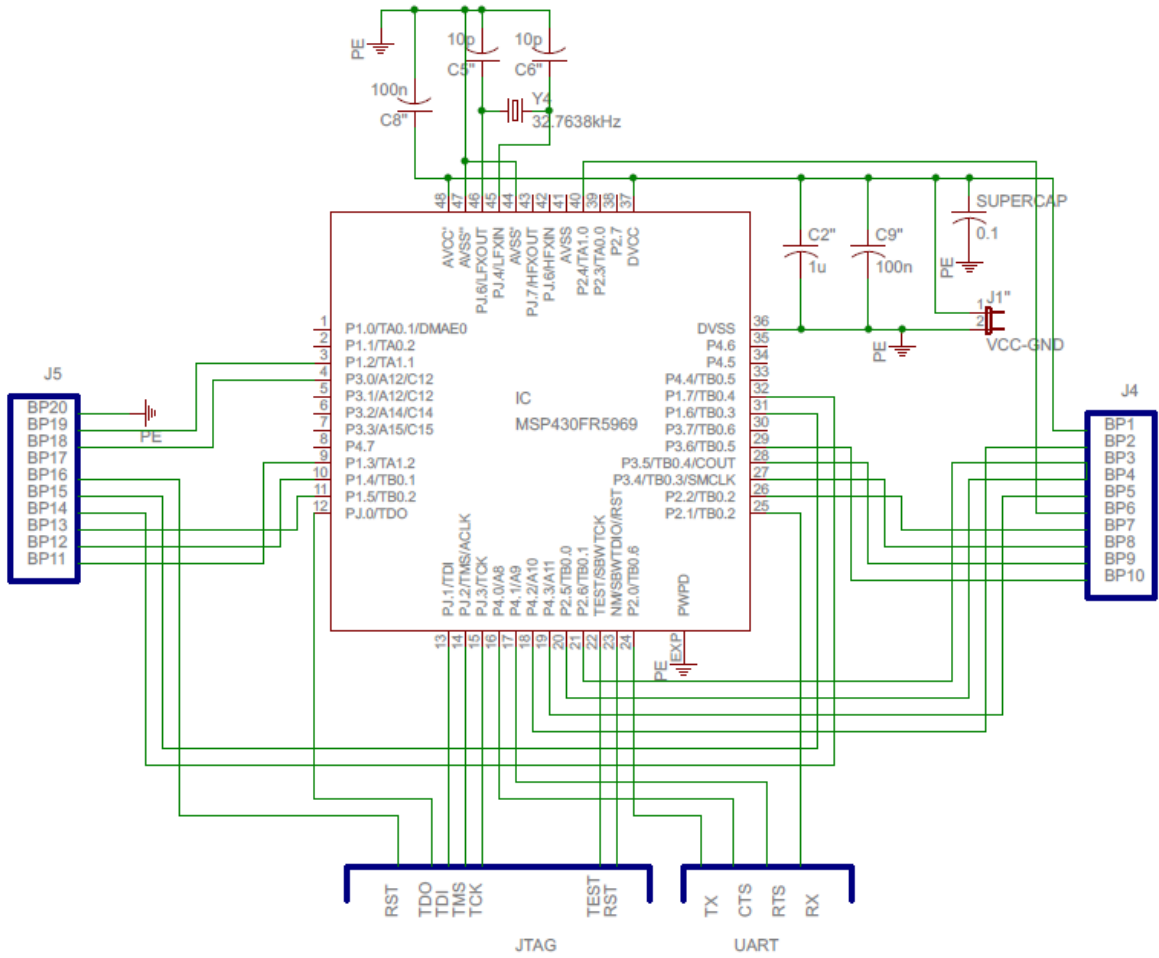 PE
10p
10p
C5"
C6"
100n
C8"
Y4
32.7638kHz
48
47
46
45
44
43
42
41
40
39
38
37
AVCC'
AVSS"
PJ.6/LFXOUT
PJ.4/LFXIN
AVSS'
PJ.7/HFXOUT
PJ.6/HFXIN
AVSS
P2.4/TA1.0
P2.3/TA0.0
P2.7
DVCC
SUPERCAP
0.1
PE
C2"
1u
C9"
100n
J1"
1
2
VCC-GND
PE
1
2
3
4
5
6
7
8
9
10
11
12
P1.0/TA0.1/DMAE0
P1.1/TA0.2
P1.2/TA1.1
P3.0/A12/C12
P3.1/A12/C12
P3.2/A14/C14
P3.3/A15/C15
P4.7
P1.3/TA1.2
P1.4/TB0.1
P1.5/TB0.2
PJ.0/TDO
IC
MSP430FR5969
DVSS
P4.6
P4.5
P4.4/TB0.5
P1.7/TB0.4
P1.6/TB0.3
P3.7/TB0.6
P3.6/TB0.5
P3.5/TB0.4/COUT
P3.4/TB0.3/SMCLK
P2.2/TB0.2
P2.1/TB0.2
36
35
34
33
32
31
30
29
28
27
26
25
J5
BP20
BP19
BP18
BP17
BP16
BP15
BP14
BP13
BP12
BP11
PE
J4
BP1
BP2
BP3
BP4
BP5
BP6
BP7
BP8
BP9
BP10
PJ.1/TDI
PJ.2/TMS/ACLK
PJ.3/TCK
P4.0/A8
P4.1/A9
P4.2/A10
P4.3/A11
P2.5/TB0.0
P2.6/TB0.1
TEST/SBWTCK
NM/SBWTDIO//RST
P2.0/TB0.6
PWPD
13
14
15
16
17
18
19
20
21
22
23
24
EXP
PE
RST
TDO
TDI
TMS
TCK
TEST
RST
JTAG
TX
CTS
RTS
RX
UART